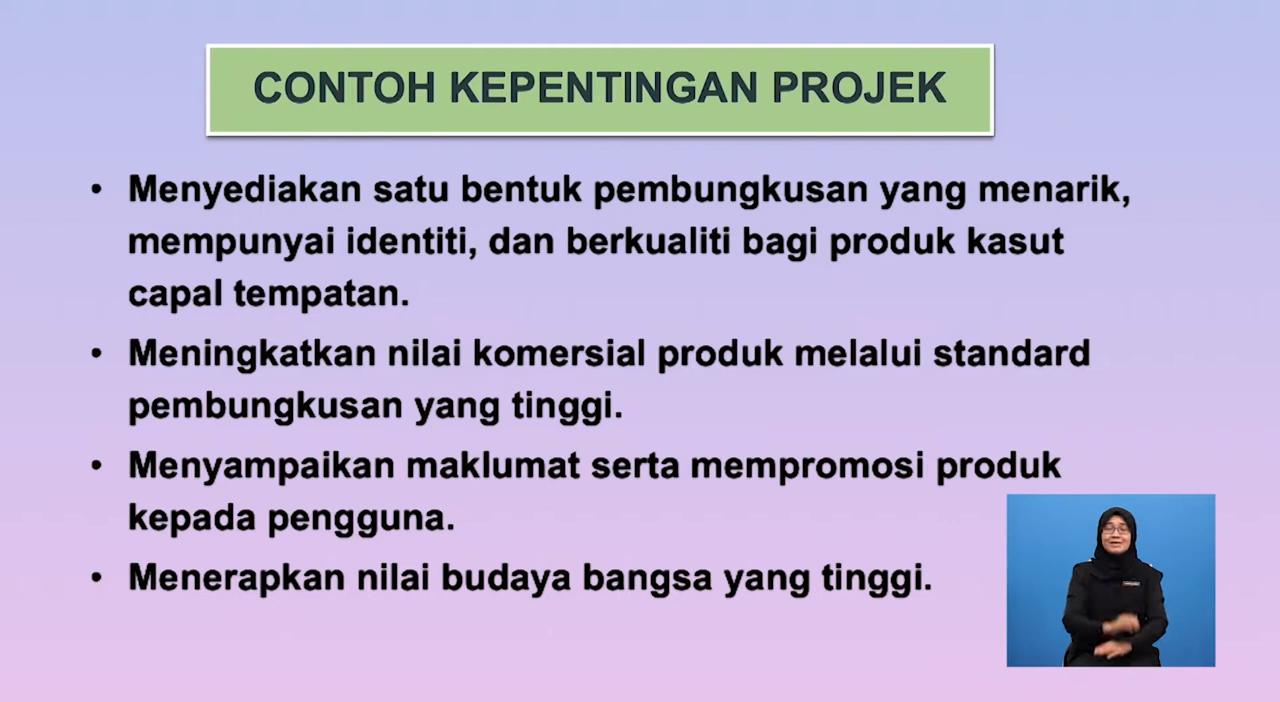 CONTOH KEPENTINGAN PROJEK
• Menyediakan satu bentuk pembungkusan yang menarik,
mempunyai identiti, dan berkualiti bagi produk kasut
capal tempatan.
• Meningkatkan nilai komersial produk melalui standard
pembungkusan yang tinggi.
• Menyampaikan maklumat serta mempromosi produk
kepada pengguna.
• Menerapkan nilai budaya bangsa yang tinggi.